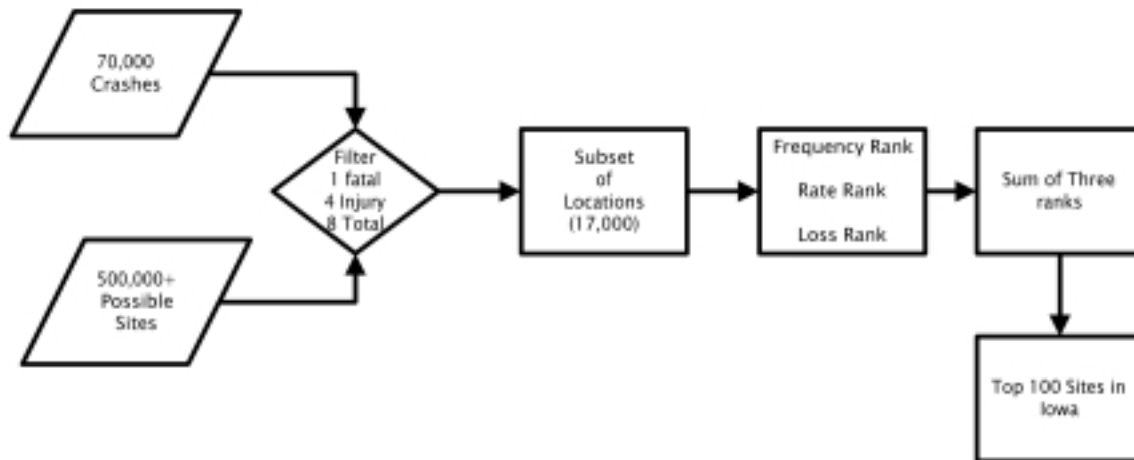 70,000
Crashes
Filter
1 fatal
4 Injury
8 Total
500,000+
Possible
Sites
Subset
of
Locations
(17,000)
Frequency Rank
Rate Rank
Loss Rank
Sum of Three
ranks
Top 100 Sites in
Iowa